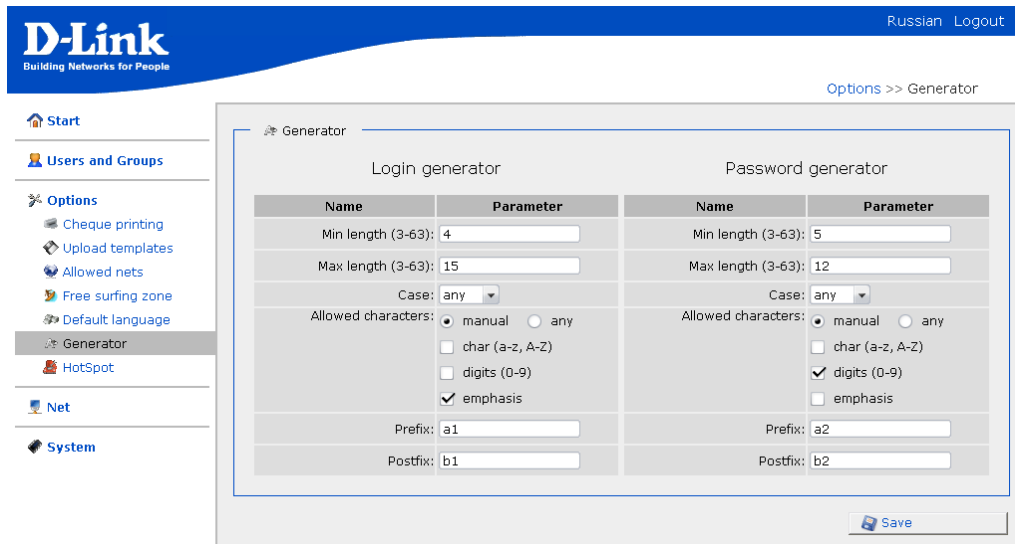 Russian Logout
D-Link
Building Networks for People
Options >> Generator
Start
Users and Groups
Options
Cheque printing
Upload templates
Allowed nets
Free surfing zone
Default language
Generator
HotSpot
Net
System
Generator
Login generator
Name Parameter
Min length (3-63): 4
Max length (3-63): 15
Case: any
Allowed characters: manual any
char (a-z, A-Z)
digits (0-9)
emphasis
Prefix: a1
Postfix: b1
Password generator
Name Parameter
Min length (3-63): 5
Max length (3-63): 12
Case: any
Allowed characters: manual any
char (a-z, A-Z)
digits (0-9)
emphasis
Prefix: a2
Postfix: b2
Save